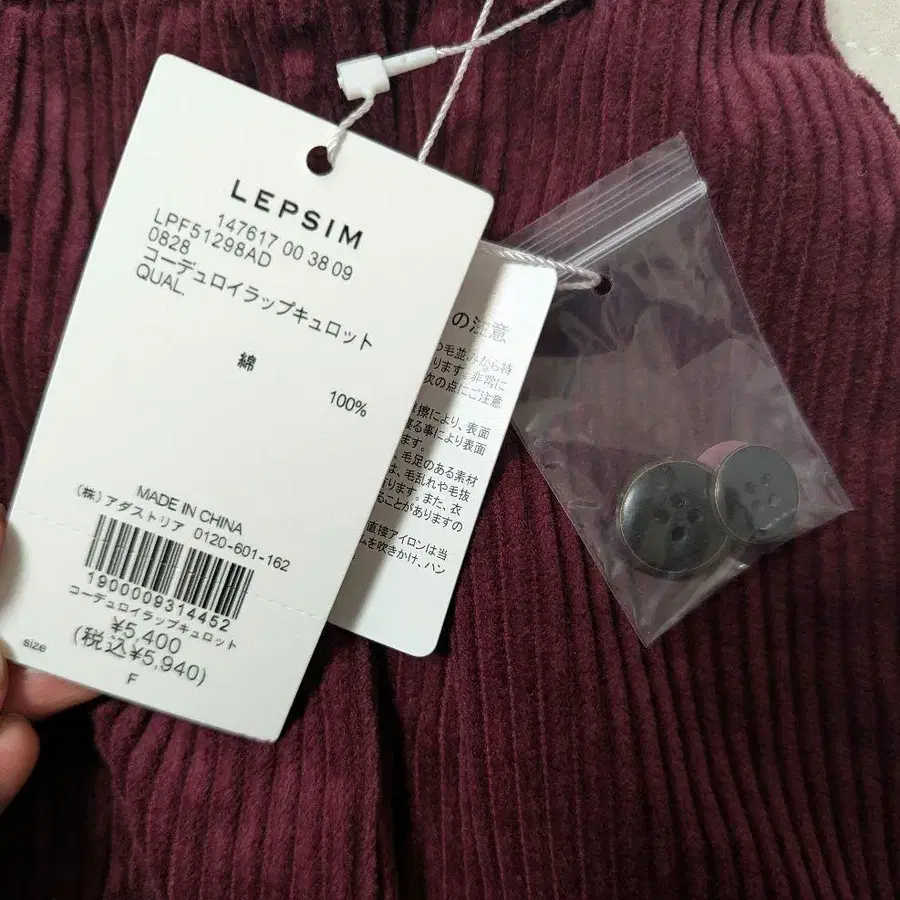 LEPSIM
147617 00 38 09
LPF51298AD
0828
コーデュロイラップキュロット
QUAL.
綿
100%
MADE IN CHINA
(株)アダストリア 0120-601-162
1900009314452
コーデュロイラップキュロット
¥5,400
(税込¥5,940)
size
F
の注意
毛並みから特
ります。非常に
次の点にご注意
擦により、表面
る事により表面
ます。
、毛足のある素材
は、毛乱れや毛抜
ります。また、衣
ることがありますの
直接アイロンは当
ムを吹きかけ、ハン